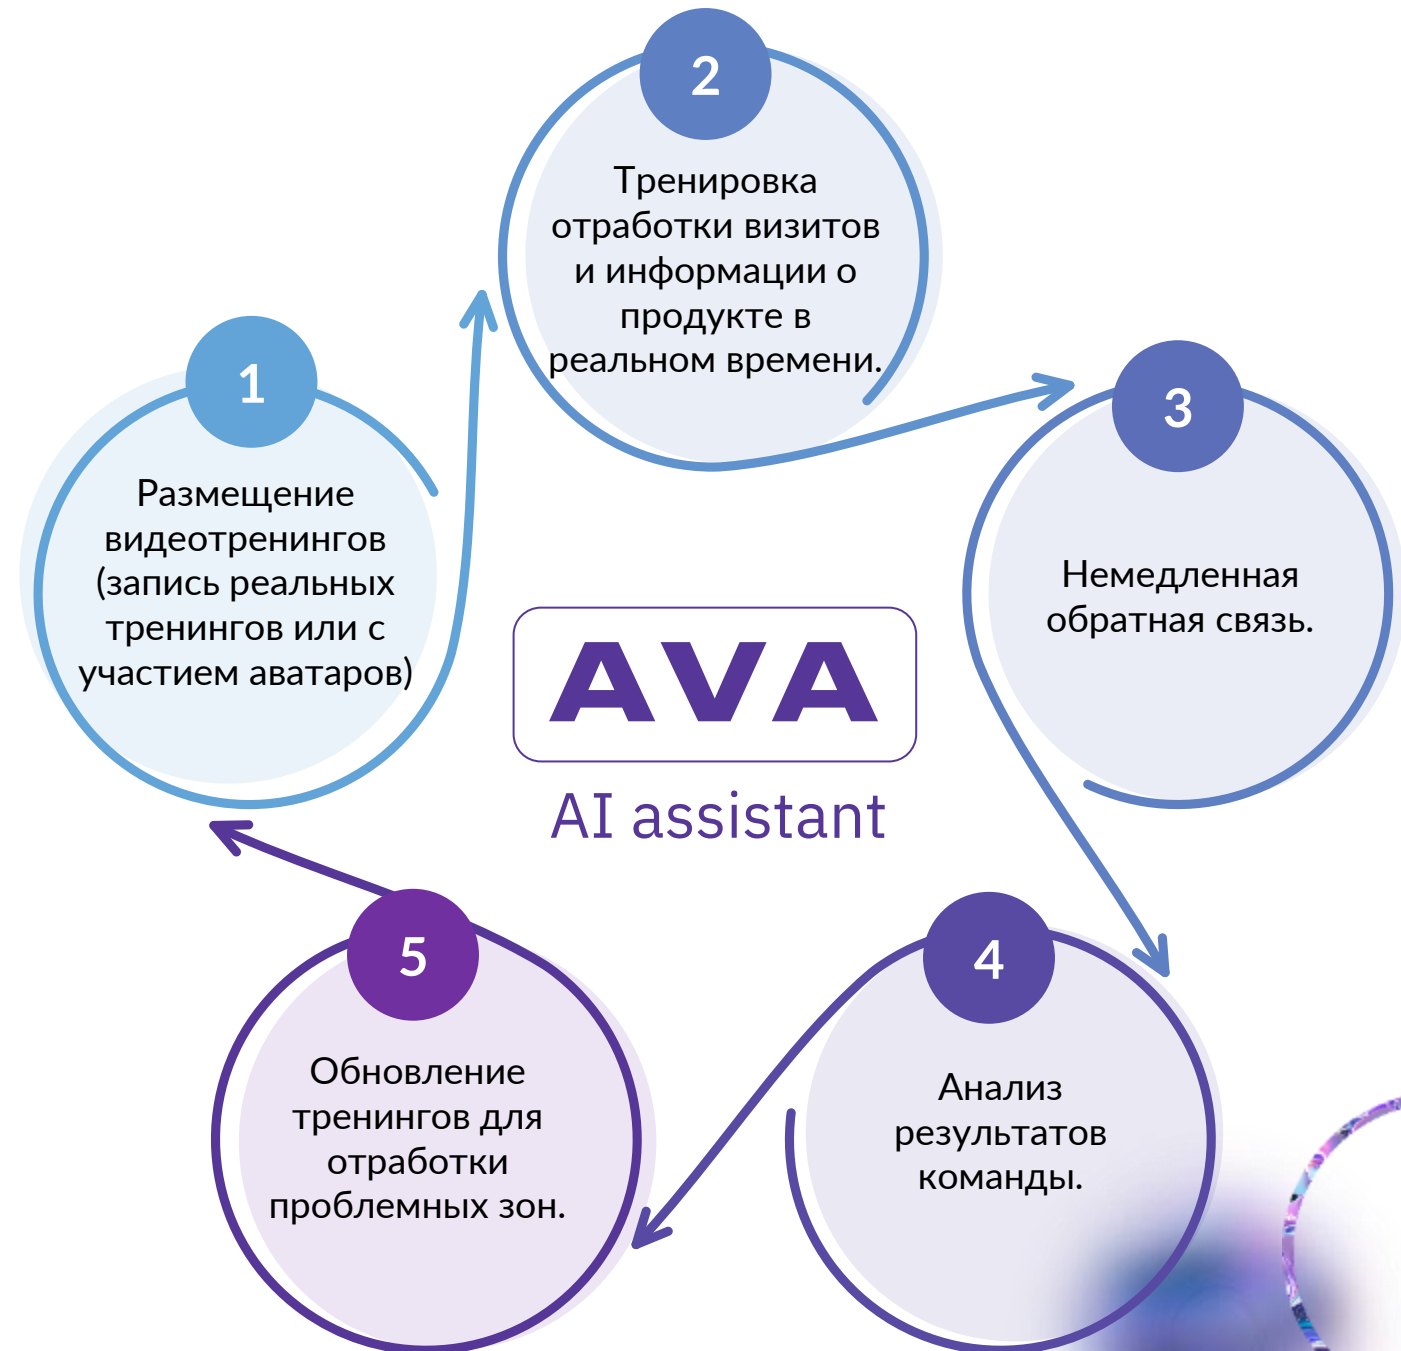 1
Размещение
видеотренингов
(запись реальных
тренингов или с
участием аватаров)
2
Тренировка
отработки визитов
и информации о
продукте в
реальном времени.
3
Немедленная
обратная связь.
4
Анализ
результатов
команды.
5
Обновление
тренингов для
отработки
проблемных зон.
AVA
AI assistant